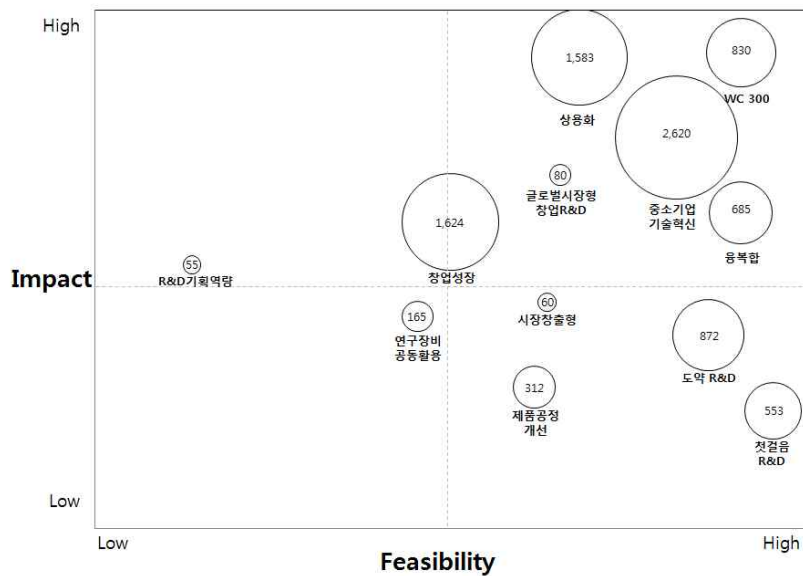 High
1,583
830
WC 300
상용화
2,620
80
글로벌시장형
창업R&D
중소기업
기술혁신
685
융복합
1,624
창업성장
55
R&D기획역량
Impact
165
연구장비
공동활용
60
시장창출형
872
도약 R&D
312
제품공정
개선
553
첫걸음
R&D
Low
Low
High
Feasibility